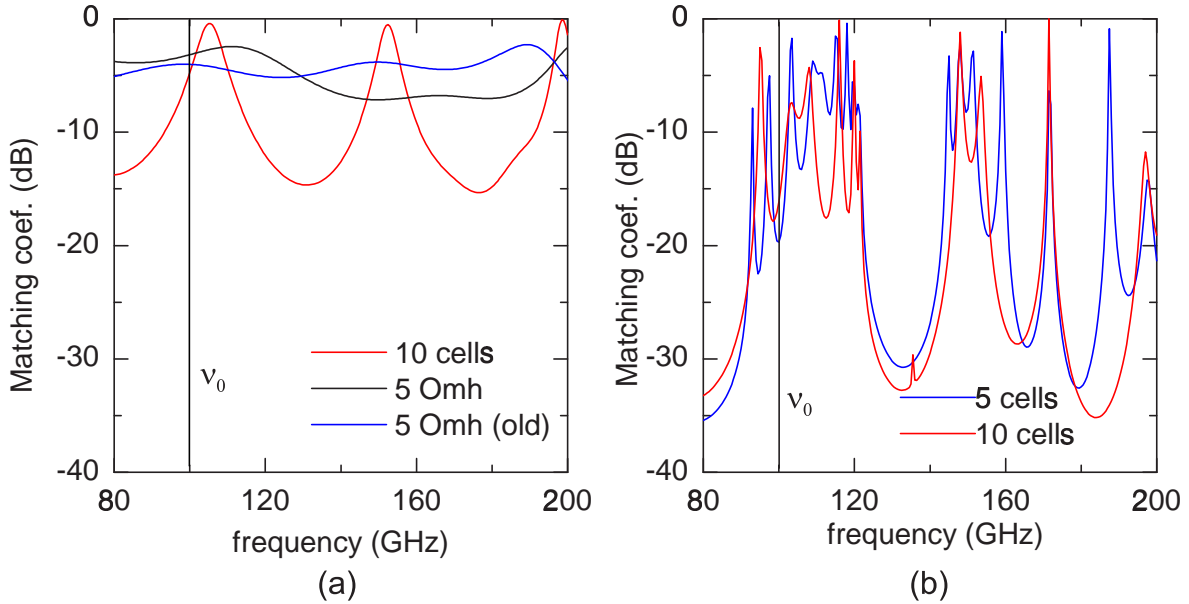 0
-10
-20
-30
-40
Matching coef. (dB)
ν0
10 cells
5 Omh
5 Omh (old)
80
120
160
200
frequency (GHz)
(a)
0
-10
-20
-30
-40
Matching coef. (dB)
ν0
5 cells
10 cells
80
120
160
200
frequency (GHz)
(b)